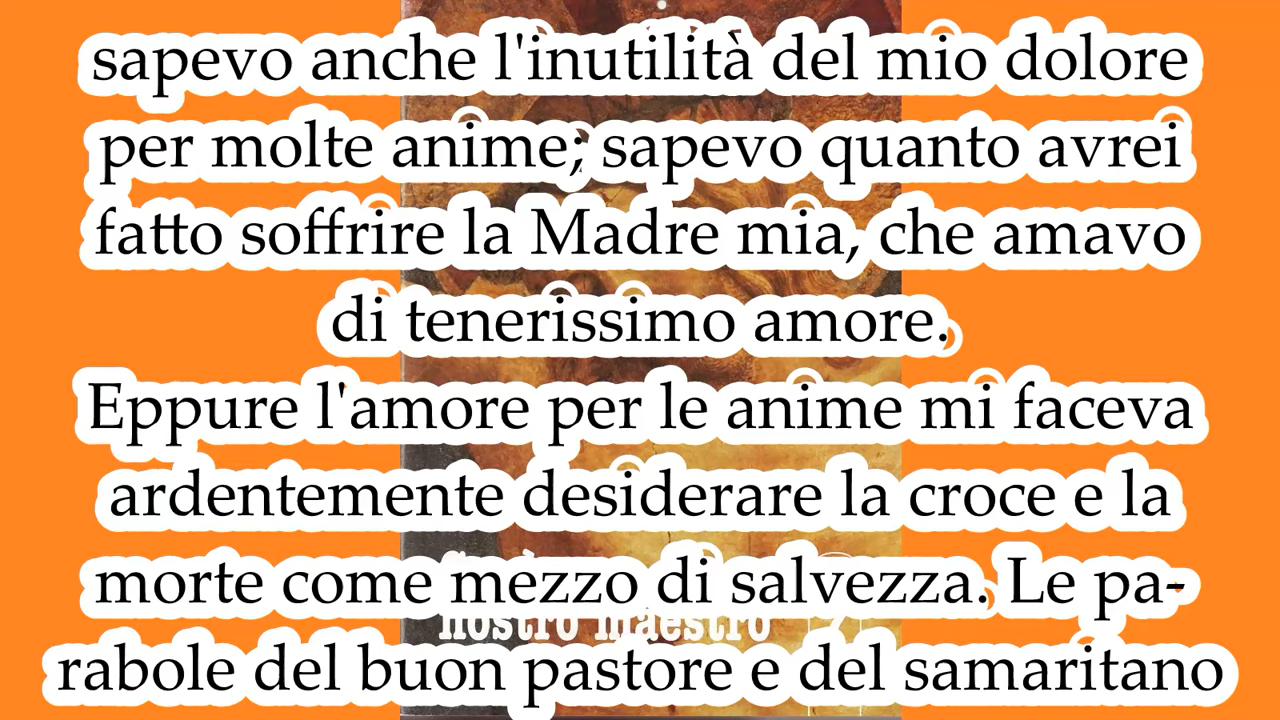 sapevo anche l'inutilità del mio dolore
per molte anime; sapevo quanto avrei
fatto soffrire la Madre mia, che amavo
di tenerissimo amore.
Eppure l'amore per le anime mi faceva
ardentemente desiderare la croce e la
morte come mezzo di salvezza. Le pa-
nostro maestro
rabole del buon pastore e del samaritano